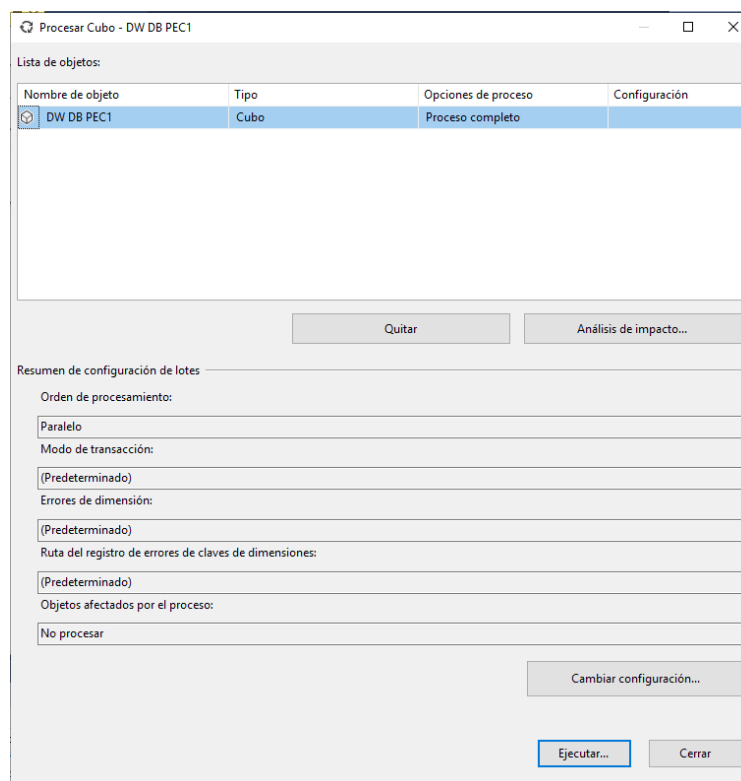 Procesar Cubo - DW DB PEC1
Lista de objetos:
Nombre de objeto Tipo Opciones de proceso Configuración
DW DB PEC1 Cubo Proceso completo
Quitar Análisis de impacto...
Resumen de configuración de lotes
Orden de procesamiento:
Paralelo
Modo de transacción:
(Predeterminado)
Errores de dimensión:
(Predeterminado)
Ruta del registro de errores de claves de dimensiones:
(Predeterminado)
Objetos afectados por el proceso:
No procesar
Cambiar configuración...
Ejecutar... Cerrar